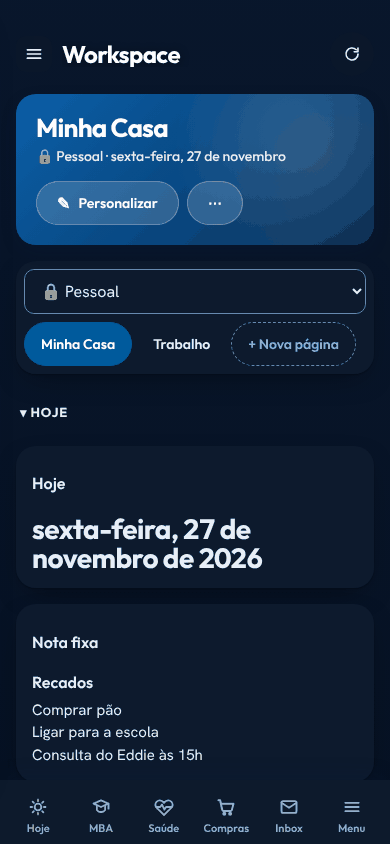 Workspace
Minha Casa
🔒 Pessoal · sexta-feira, 27 de novembro
✎ Personalizar
⋯
🔒 Pessoal
Minha Casa
Trabalho
+ Nova página
▾ HOJE
Hoje
sexta-feira, 27 de
novembro de 2026
Nota fixa
Recados
Comprar pão
Ligar para a escola
Consulta do Eddie às 15h
Hoje
MBA
Saúde
Compras
Inbox
Menu